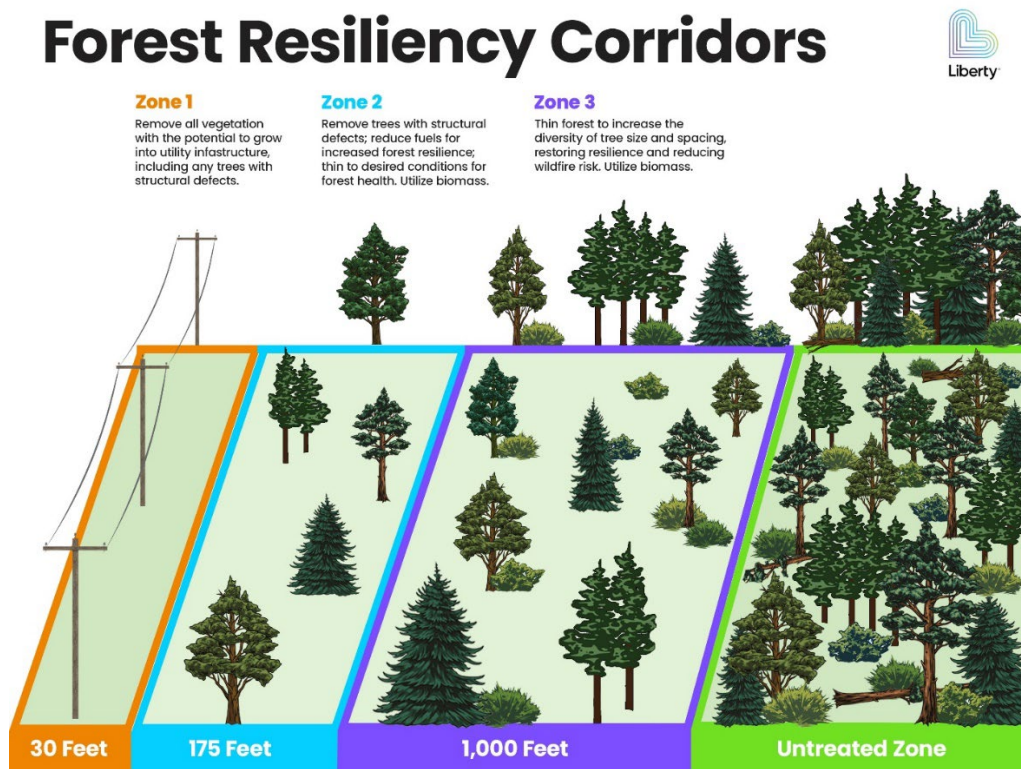 Forest Resiliency Corridors
Liberty
Zone 1
Remove all vegetation
with the potential to grow
into utility infastructure,
including any trees with
structural defects.
Zone 2
Remove trees with structural
defects; reduce fuels for
increased forest resilience;
thin to desired conditions for
forest health. Utilize biomass.
Zone 3
Thin forest to increase the
diversity of tree size and spacing,
restoring resilience and reducing
wildfire risk. Utilize biomass.
30 Feet
175 Feet
1,000 Feet
Untreated Zone